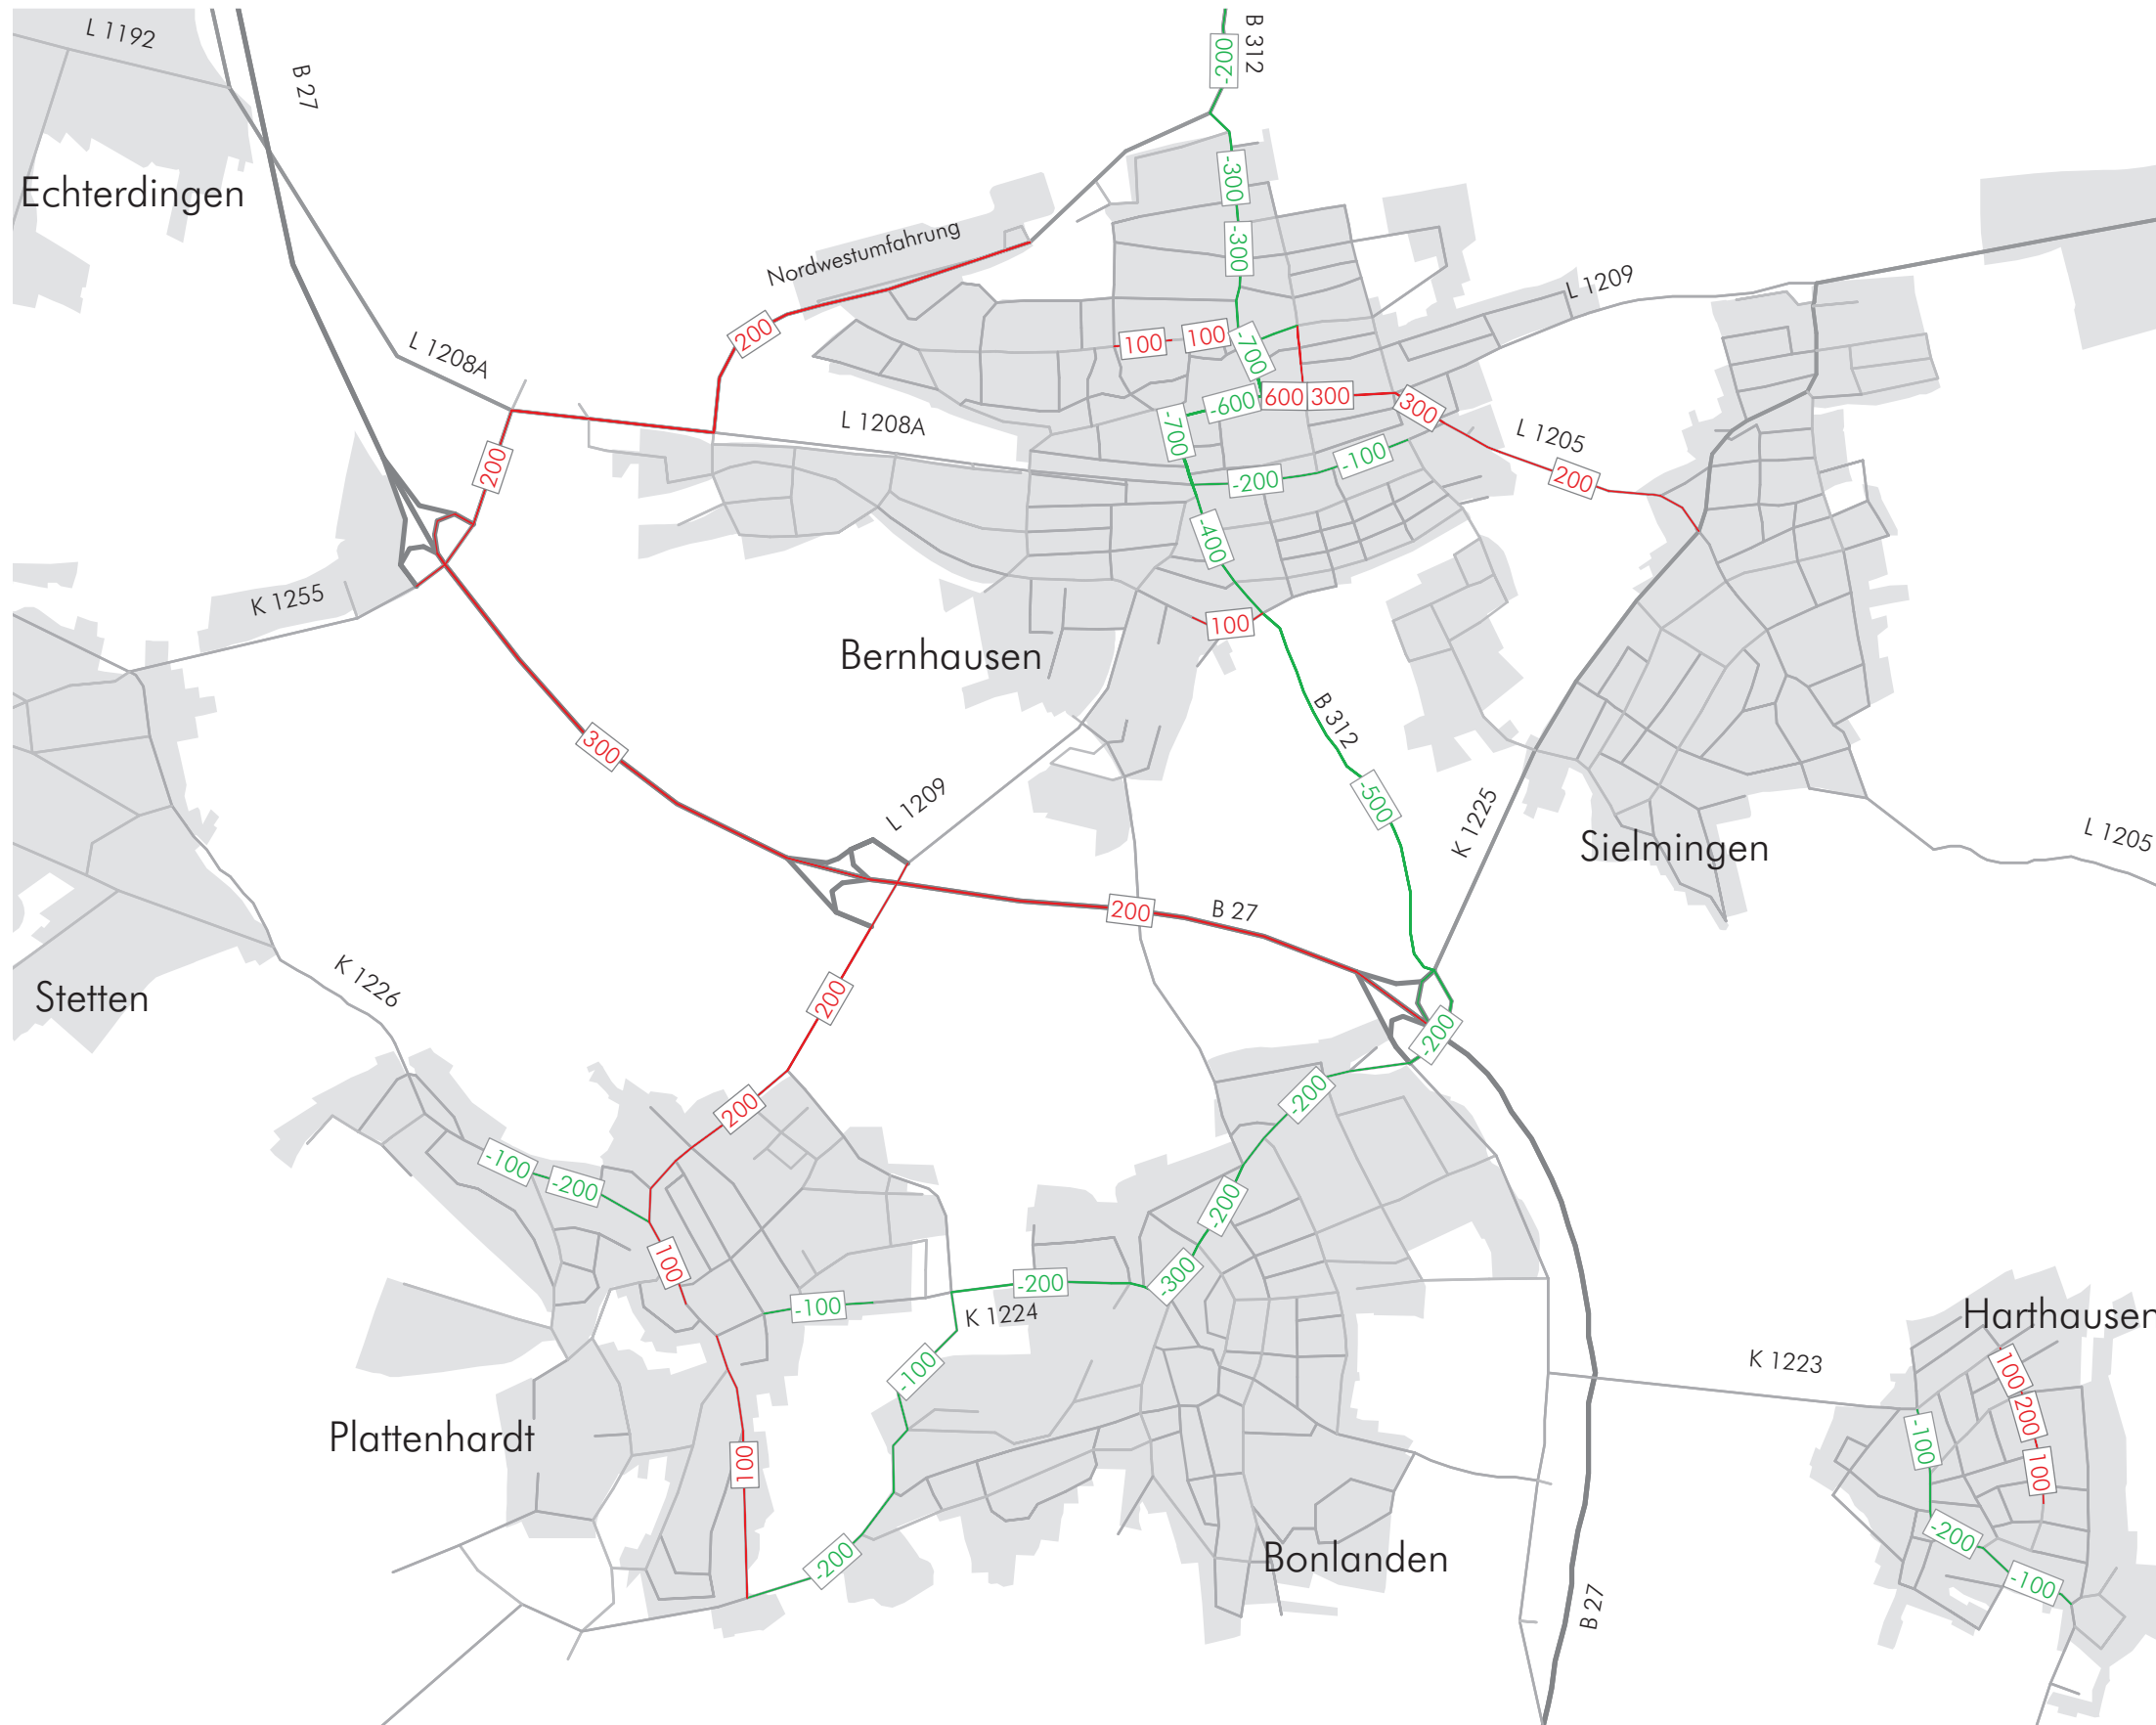 L 1192
B 27
B 312
-200
Echterdingen
-300
Nordwestumfahrung
-300
L 1209
200
L 1208A
100
100
-700
-600
600
300
300
L 1208A
-700
L 1205
200
-100
-200
200
-400
K 1255
100
Bernhausen
300
B 312
-500
L 1209
K 1225
Sielmingen
L 1205
200
B 27
Stetten
K 1226
200
-200
-200
200
-100
-200
-200
100
-300
-200
-100
K 1224
Harthausen
K 1223
-100
100
200
-100
Plattenhardt
100
100
-200
-200
Bonlanden
-100
B 27